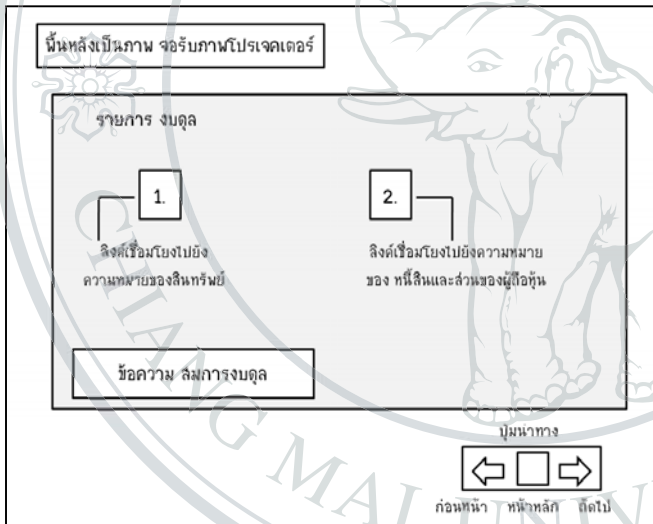 พื้นหลังเป็นภาพ จอรับภาพโปรเจคเตอร์
รายการ งบดุล
1.
2.
ลิงค์เชื่อมโยงไปยัง
ความหมายของสินทรัพย์
ลิงค์เชื่อมโยงไปยังความหมาย
ของ หนี้สินและส่วนของผู้ถือหุ้น
ข้อความ สมการงบดุล
ปุ่มนำทาง
ก่อนหน้า หน้าหลัก ถัดไป
CHIANG MAI UNIV